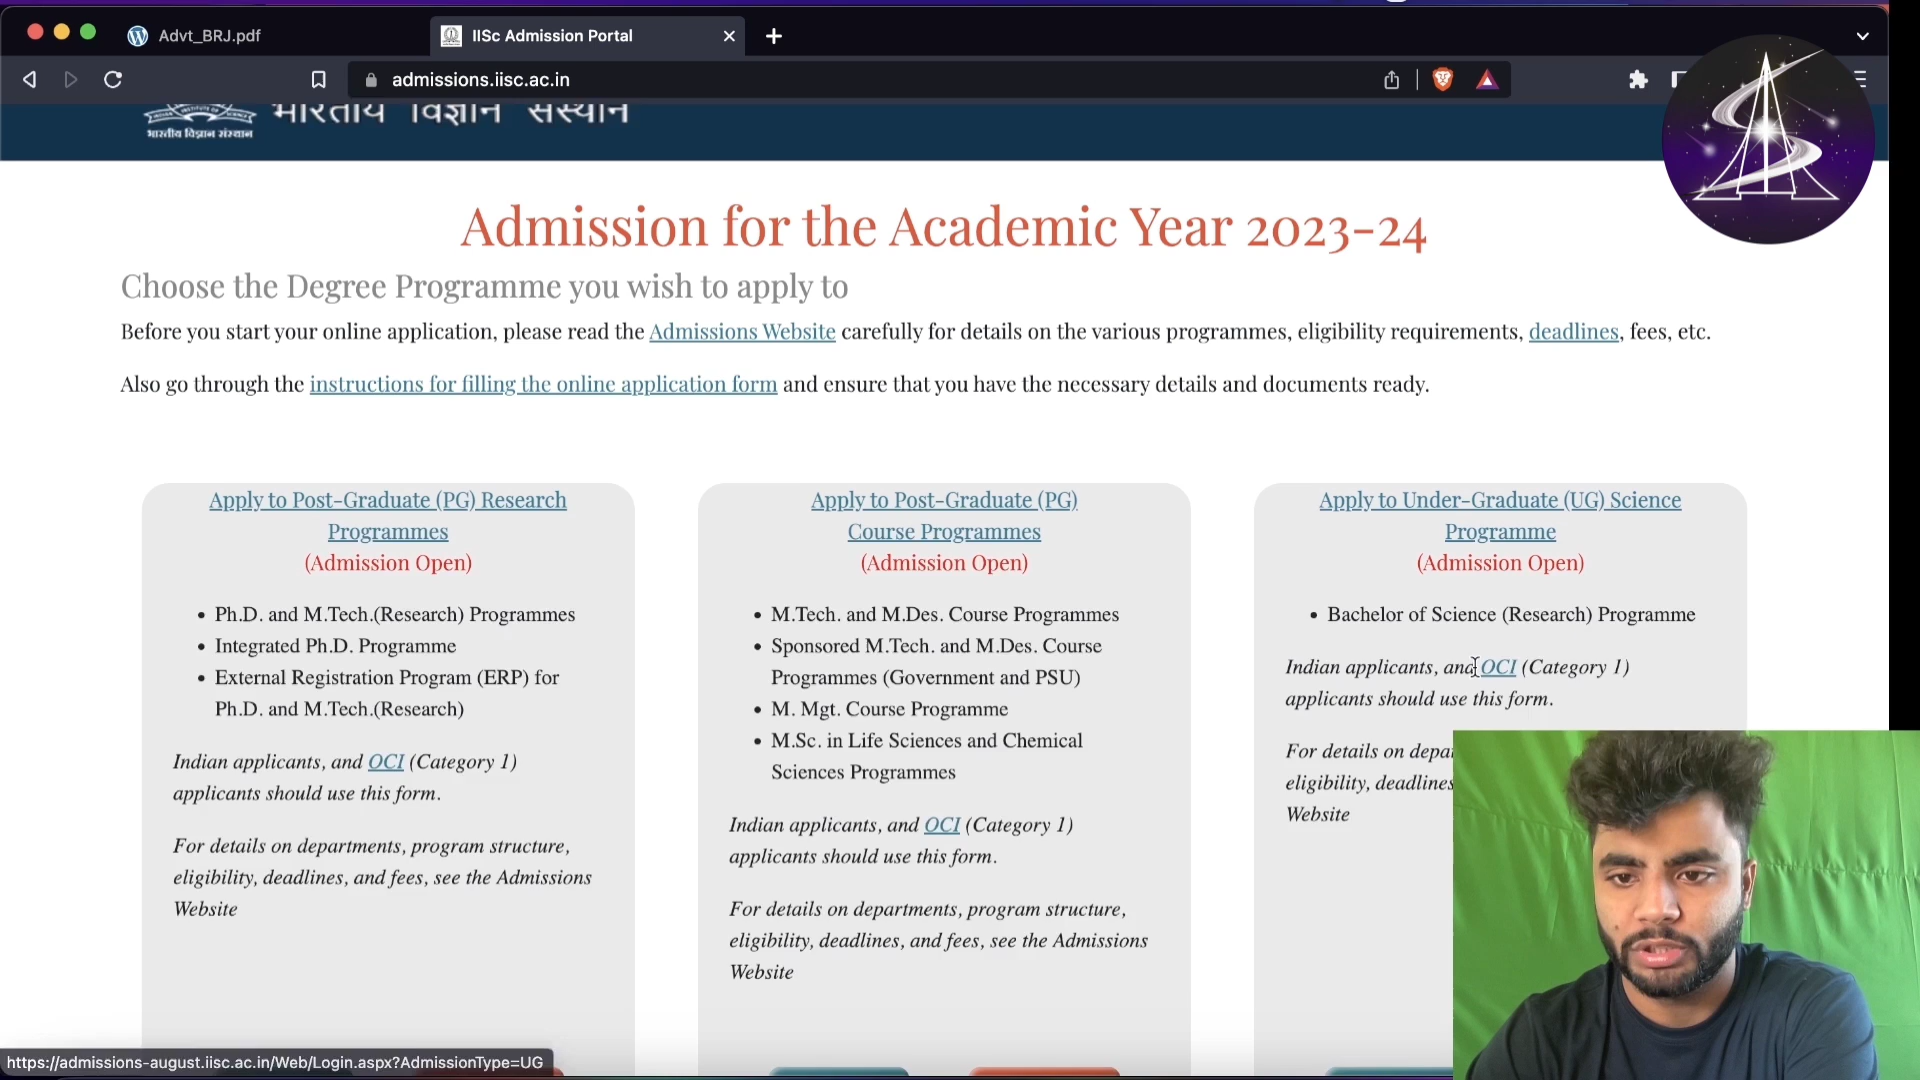 Advt_BRJ.pdf
IISc Admission Portal
admissions.iisc.ac.in
भारतीय विज्ञान संस्थान
भारतीय विज्ञान संस्थान
Admission for the Academic Year 2023-24
Choose the Degree Programme you wish to apply to
Before you start your online application, please read the Admissions Website carefully for details on the various programmes, eligibility requirements, deadlines, fees, etc.
Also go through the instructions for filling the online application form and ensure that you have the necessary details and documents ready.
Apply to Post-Graduate (PG) Research
Programmes
(Admission Open)
• Ph.D. and M.Tech.(Research) Programmes
• Integrated Ph.D. Programme
• External Registration Program (ERP) for
Ph.D. and M.Tech.(Research)
Indian applicants, and OCI (Category 1)
applicants should use this form.
For details on departments, program structure,
eligibility, deadlines, and fees, see the Admissions
Website
Apply to Post-Graduate (PG)
Course Programmes
(Admission Open)
• M.Tech. and M.Des. Course Programmes
• Sponsored M.Tech. and M.Des. Course
Programmes (Government and PSU)
• M. Mgt. Course Programme
• M.Sc. in Life Sciences and Chemical
Sciences Programmes
Indian applicants, and OCI (Category 1)
applicants should use this form.
For details on departments, program structure,
eligibility, deadlines, and fees, see the Admissions
Website
Apply to Under-Graduate (UG) Science
Programme
(Admission Open)
• Bachelor of Science (Research) Programme
Indian applicants, and OCI (Category 1)
applicants should use this form.
For details on depa
eligibility, deadlines
Website
https://admissions-august.iisc.ac.in/Web/Login.aspx?AdmissionType=UG